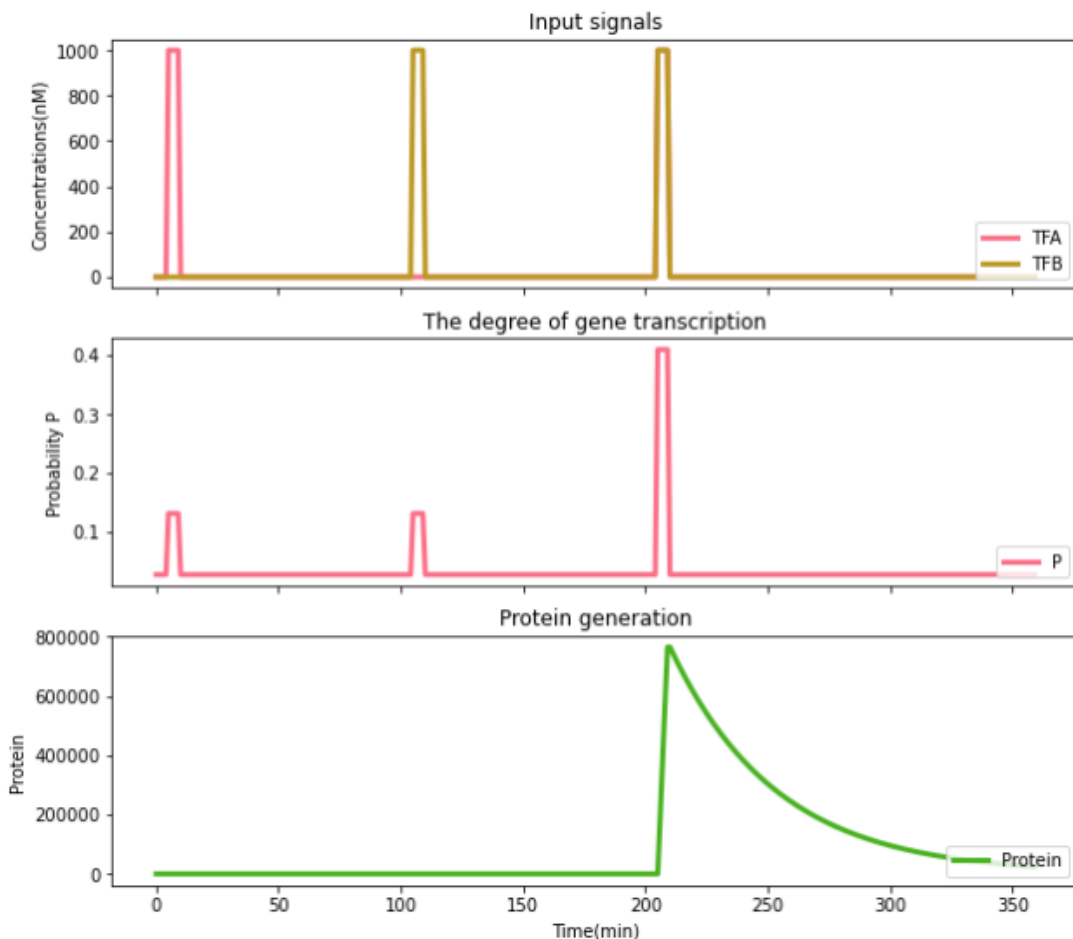 Input signals
Concentrations(nM)
1000
800
600
400
200
0
TFA
TFB
The degree of gene transcription
Probability P
0.4
0.3
0.2
0.1
P
Protein generation
Protein
800000
600000
400000
200000
0
Protein
0 50 100 150 200 250 300 350
Time(min)